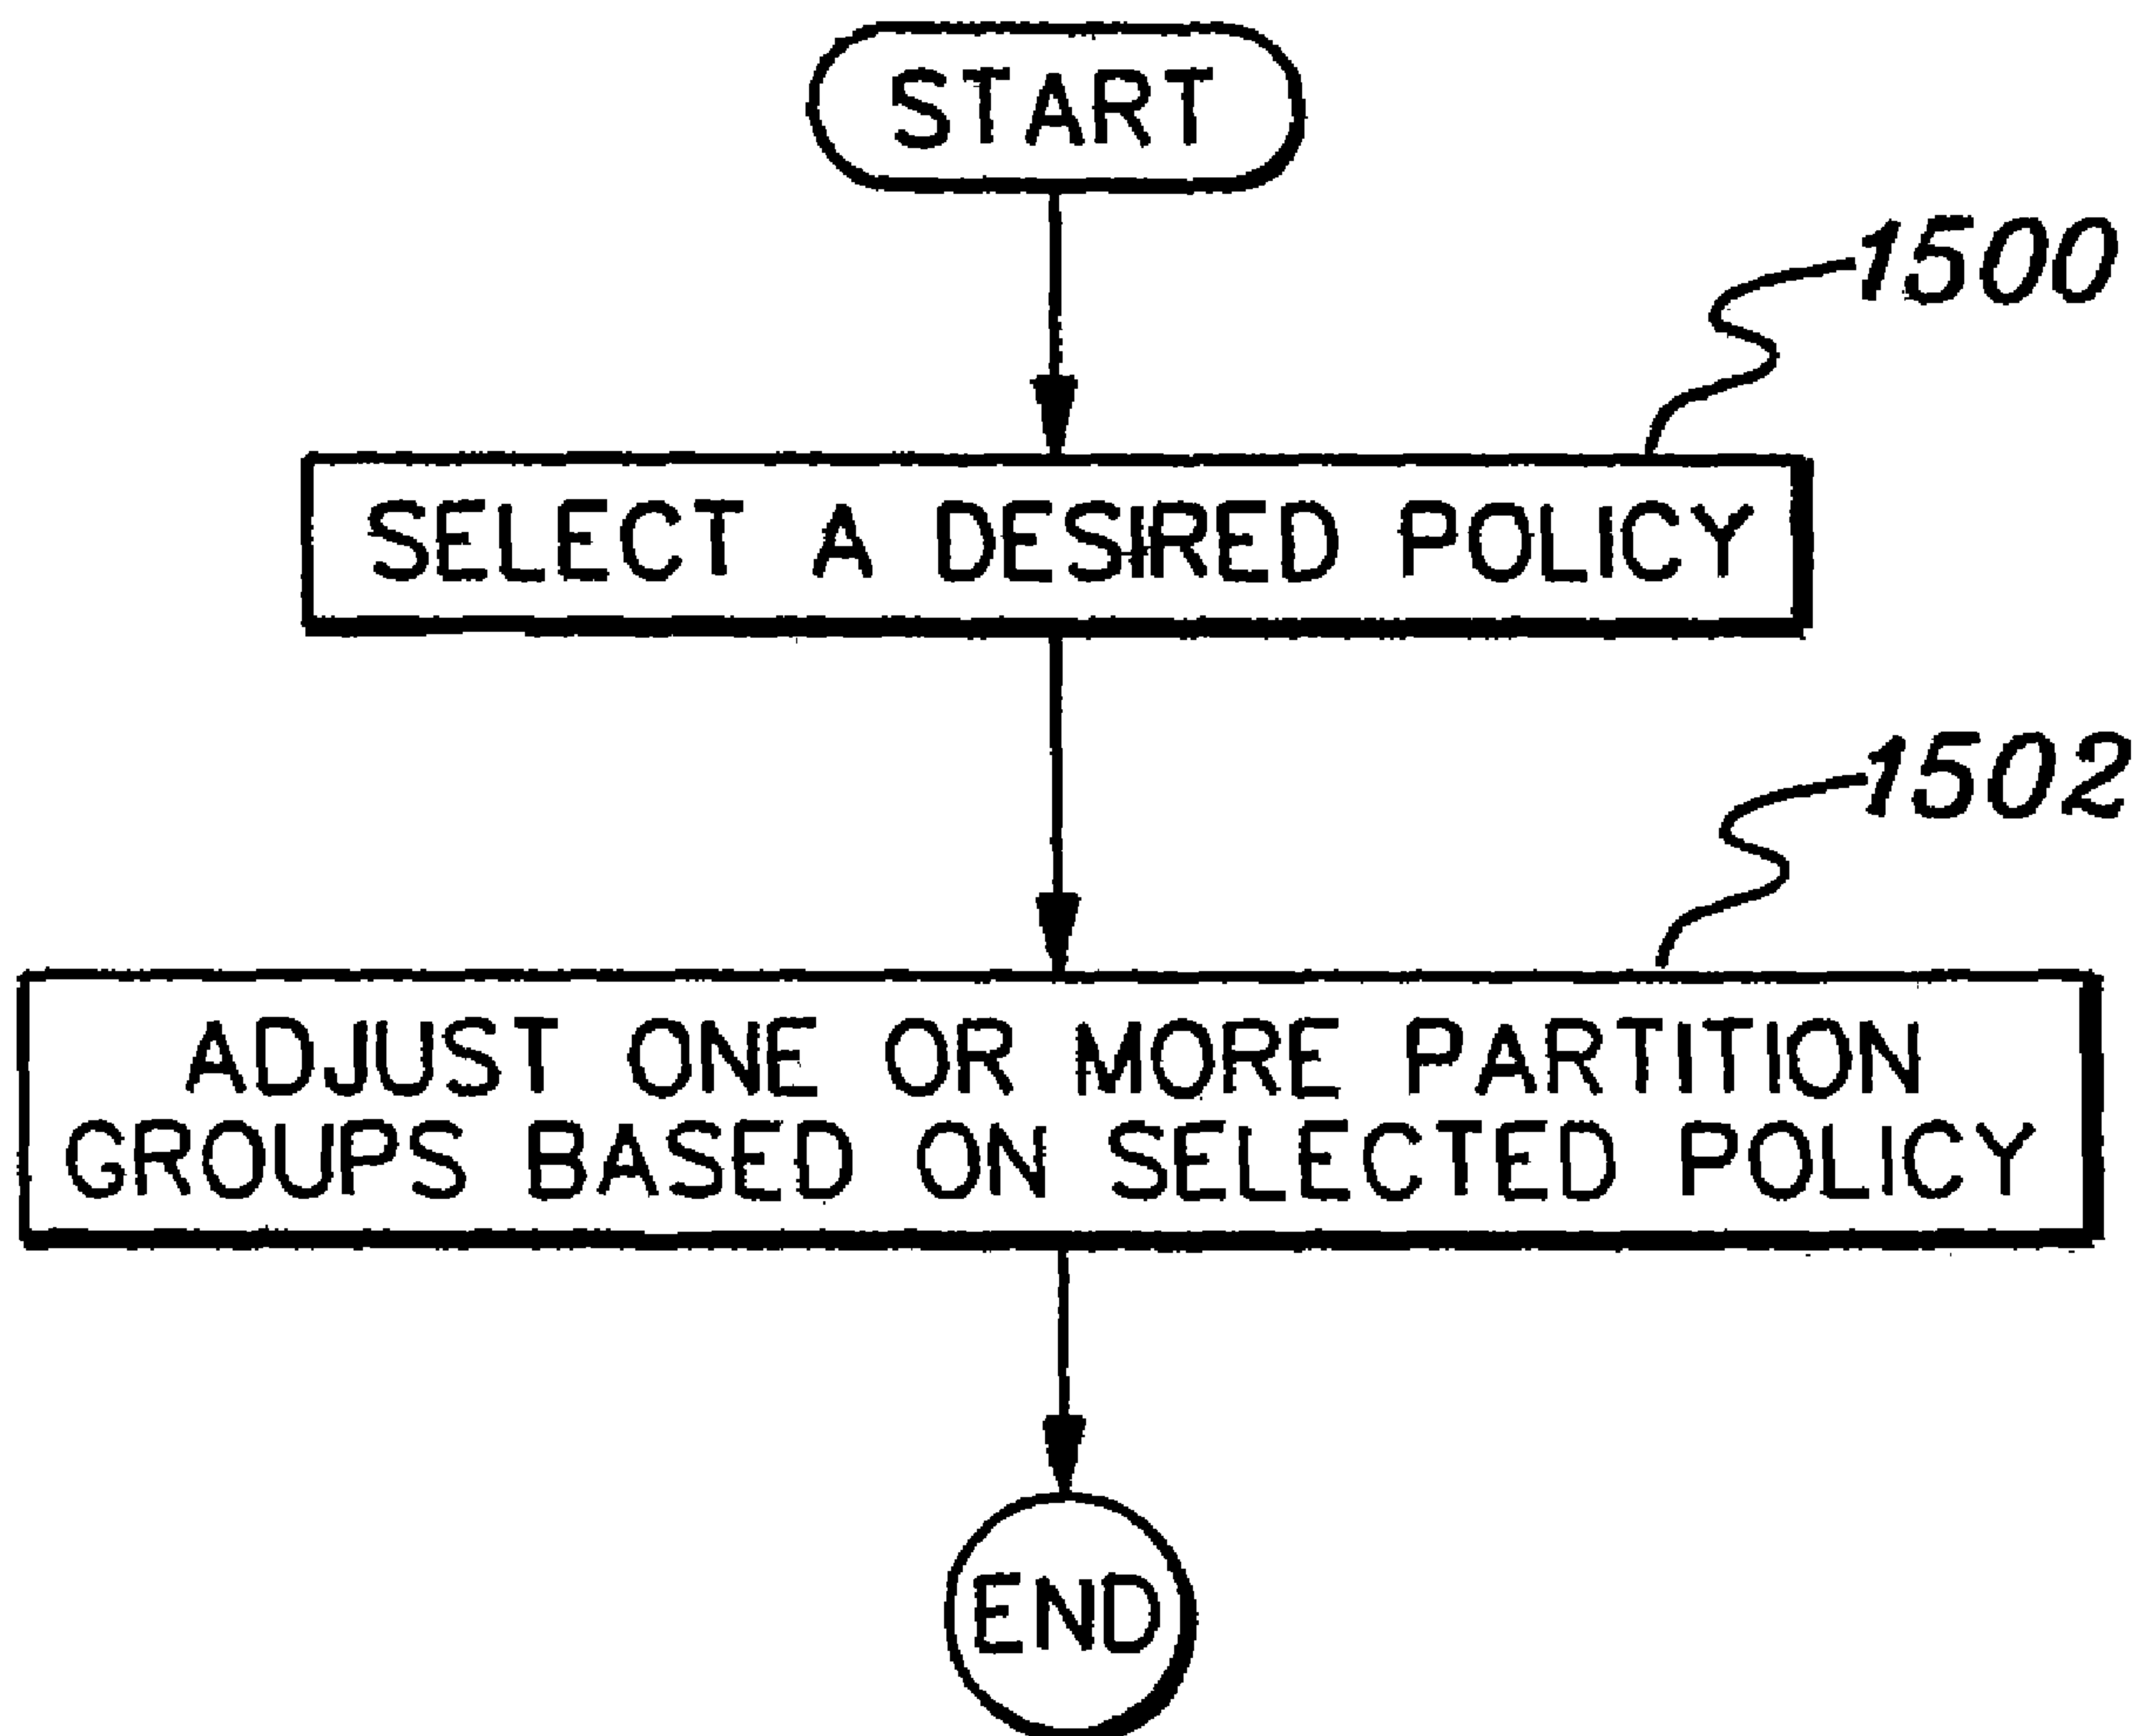 START
1500
SELECT A DESIRED POLICY
1502
ADJUST ONE OR MORE PARTITION
GROUPS BASED ON SELECTED POLICY
END